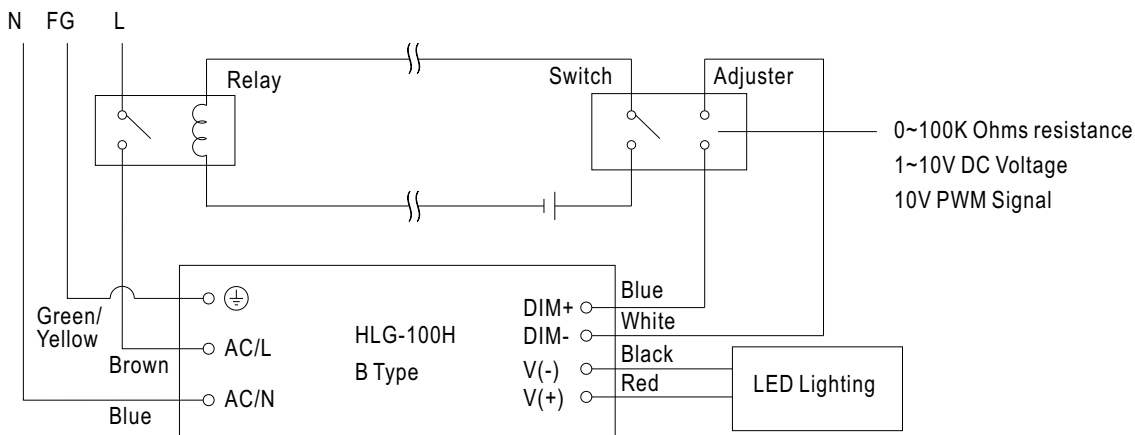 N FG L
Relay
Switch
Adjuster
0~100K Ohms resistance
1~10V DC Voltage
10V PWM Signal
Green/
Yellow
Brown
Blue
AC/L
AC/N
HLG-100H
B Type
DIM+
DIM-
V(-)
V(+)
Blue
White
Black
Red
LED Lighting